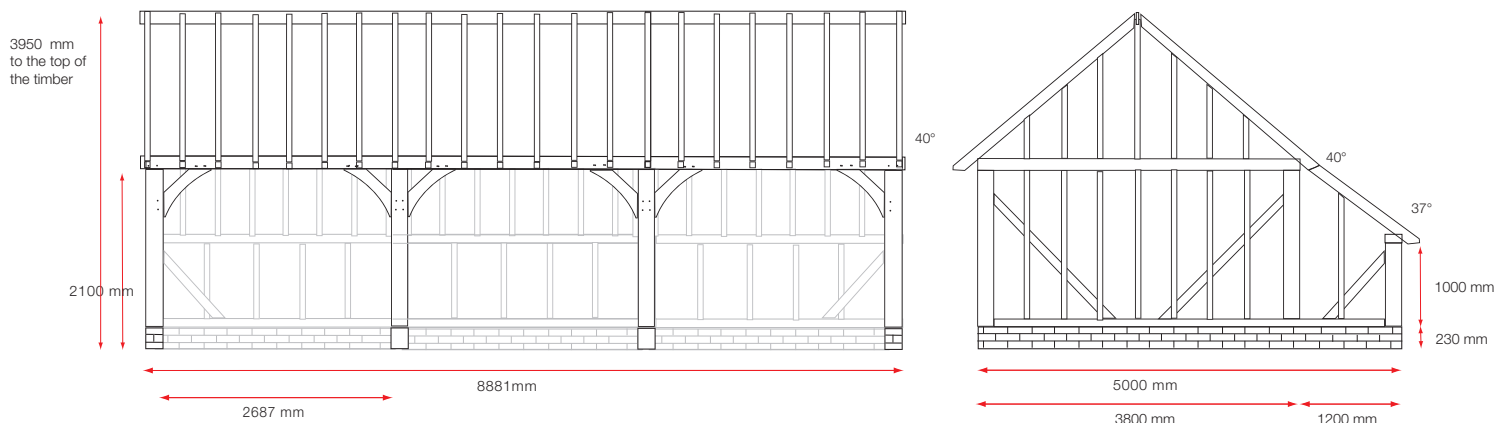 3950 mm
to the top of
the timber
2100 mm
8881mm
2687 mm
40°
40°
37°
1000 mm
230 mm
5000 mm
3800 mm
1200 mm